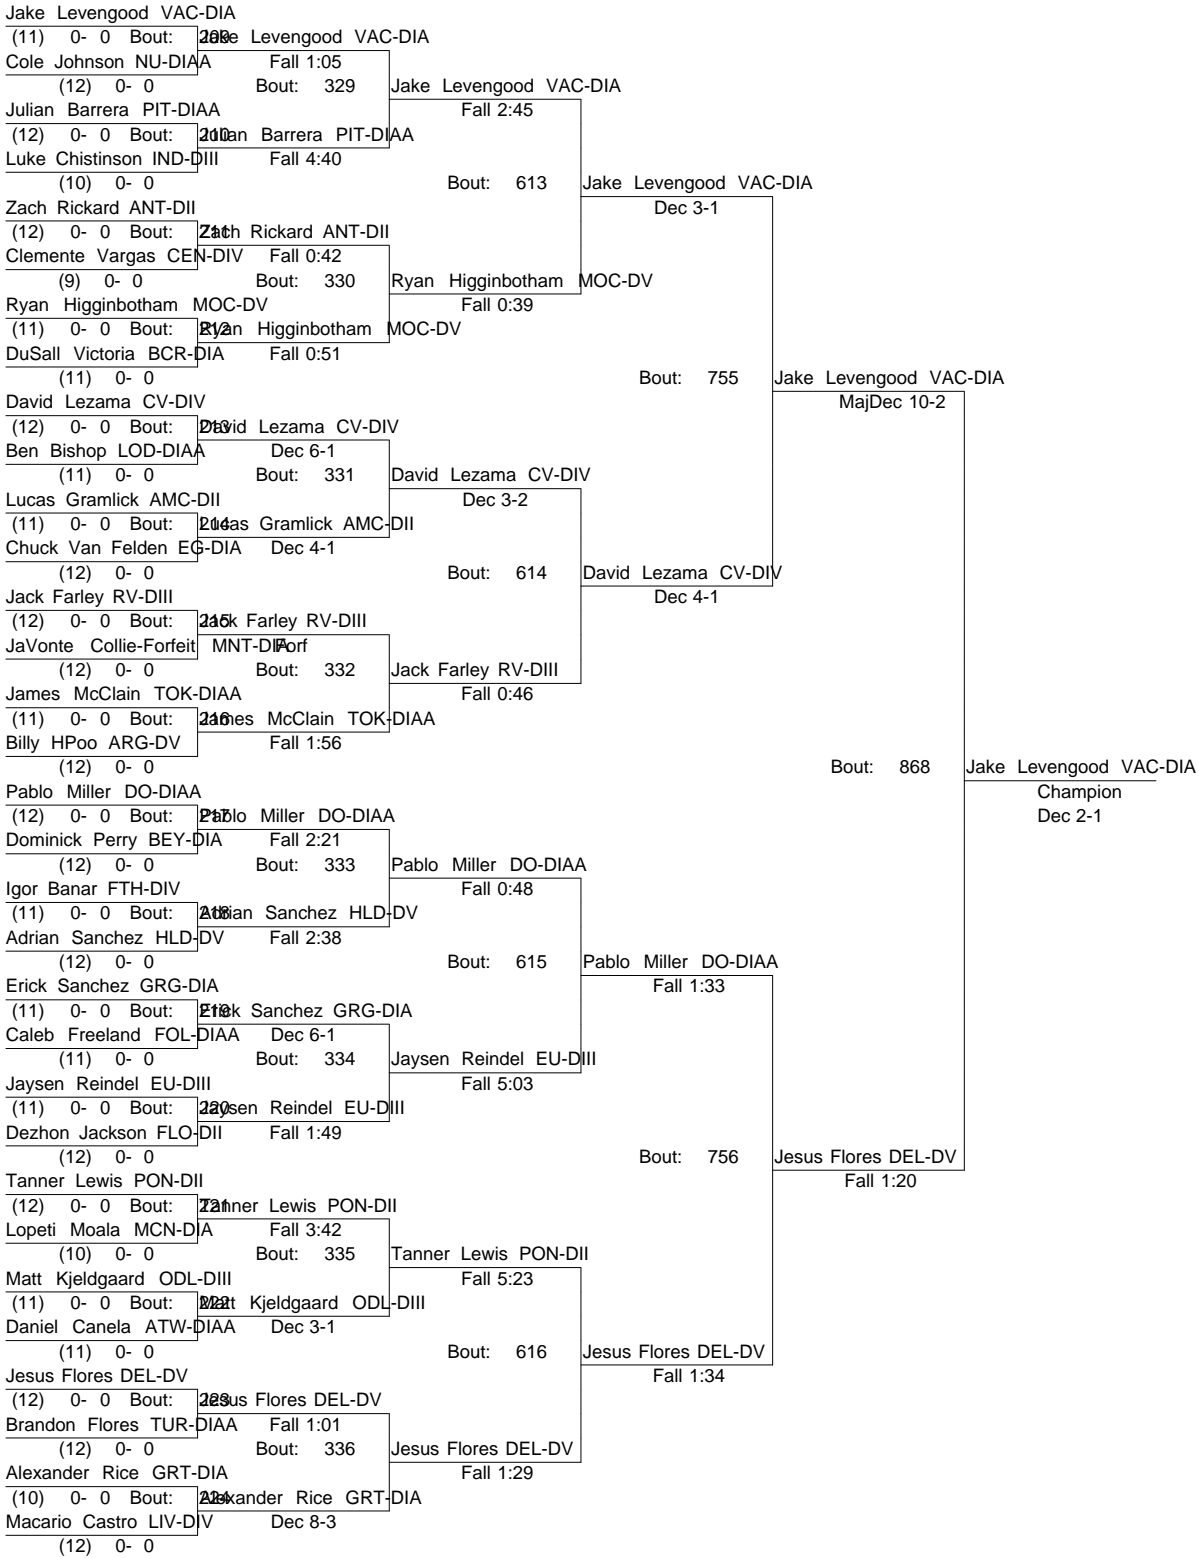 Jake Levengood VAC-DIA
(11) 0- 0 Bout: 209 Jake Levengood VAC-DIA
Cole Johnson NU-DIAA Fall 1:05
(12) 0- 0 Bout: 329 Jake Levengood VAC-DIA
Julian Barrera PIT-DIAA Fall 2:45
(12) 0- 0 Bout: 210 Julian Barrera PIT-DIAA
Luke Chistinson IND-DIII Fall 4:40
(10) 0- 0 Bout: 613 Jake Levengood VAC-DIA
Zach Rickard ANT-DII Dec 3-1
(12) 0- 0 Bout: 211 Zach Rickard ANT-DII
Clemente Vargas CEN-DIV Fall 0:42
(9) 0- 0 Bout: 330 Ryan Higginbotham MOC-DV
Ryan Higginbotham MOC-DV Fall 0:39
(11) 0- 0 Bout: 212 Ryan Higginbotham MOC-DV
DuSall Victoria BCR-DIA Fall 0:51
(11) 0- 0 Bout: 755 Jake Levengood VAC-DIA
David Lezama CV-DIV MajDec 10-2
(12) 0- 0 Bout: 213 David Lezama CV-DIV
Ben Bishop LOD-DIAA Dec 6-1
(11) 0- 0 Bout: 331 David Lezama CV-DIV
Lucas Gramlick AMC-DII Dec 3-2
(11) 0- 0 Bout: 214 Lucas Gramlick AMC-DII
Chuck Van Felden EG-DIA Dec 4-1
(12) 0- 0 Bout: 614 David Lezama CV-DIV
Jack Farley RV-DIII Dec 4-1
(12) 0- 0 Bout: 215 Jack Farley RV-DIII
JaVonte Collie-Forfeit MNT-DIA Forf
(12) 0- 0 Bout: 332 Jack Farley RV-DIII
James McClain TOK-DIAA Fall 0:46
(11) 0- 0 Bout: 216 James McClain TOK-DIAA
Billy HPoo ARG-DV Fall 1:56
(12) 0- 0 Bout: 868 Jake Levengood VAC-DIA
Pablo Miller DO-DIAA Champion
(12) 0- 0 Bout: 217 Pablo Miller DO-DIAA Dec 2-1
Dominick Perry BEY-DIA Fall 2:21
(12) 0- 0 Bout: 333 Pablo Miller DO-DIAA
Igor Banar FTH-DIV Fall 0:48
(11) 0- 0 Bout: 218 Adrian Sanchez HLD-DV
Adrian Sanchez HLD-DV Fall 2:38
(12) 0- 0 Bout: 615 Pablo Miller DO-DIAA
Erick Sanchez GRG-DIA Fall 1:33
(11) 0- 0 Bout: 219 Erick Sanchez GRG-DIA
Caleb Freeland FOL-DIAA Dec 6-1
(11) 0- 0 Bout: 334 Jaysen Reindel EU-DIII
Jaysen Reindel EU-DIII Fall 5:03
(11) 0- 0 Bout: 220 Jaysen Reindel EU-DIII
Dezhon Jackson FLO-DII Fall 1:49
(12) 0- 0 Bout: 756 Jesus Flores DEL-DV
Tanner Lewis PON-DII Fall 1:20
(12) 0- 0 Bout: 221 Tanner Lewis PON-DII
Lopeti Moala MCN-DIA Fall 3:42
(10) 0- 0 Bout: 335 Tanner Lewis PON-DII
Matt Kjeldgaard ODL-DIII Fall 5:23
(11) 0- 0 Bout: 222 Matt Kjeldgaard ODL-DIII
Daniel Canela ATW-DIAA Dec 3-1
(11) 0- 0 Bout: 616 Jesus Flores DEL-DV
Jesus Flores DEL-DV Fall 1:34
(12) 0- 0 Bout: 223 Jesus Flores DEL-DV
Brandon Flores TUR-DIAA Fall 1:01
(12) 0- 0 Bout: 336 Jesus Flores DEL-DV
Alexander Rice GRT-DIA Fall 1:29
(10) 0- 0 Bout: 224 Alexander Rice GRT-DIA
Macario Castro LIV-DIV Dec 8-3
(12) 0- 0